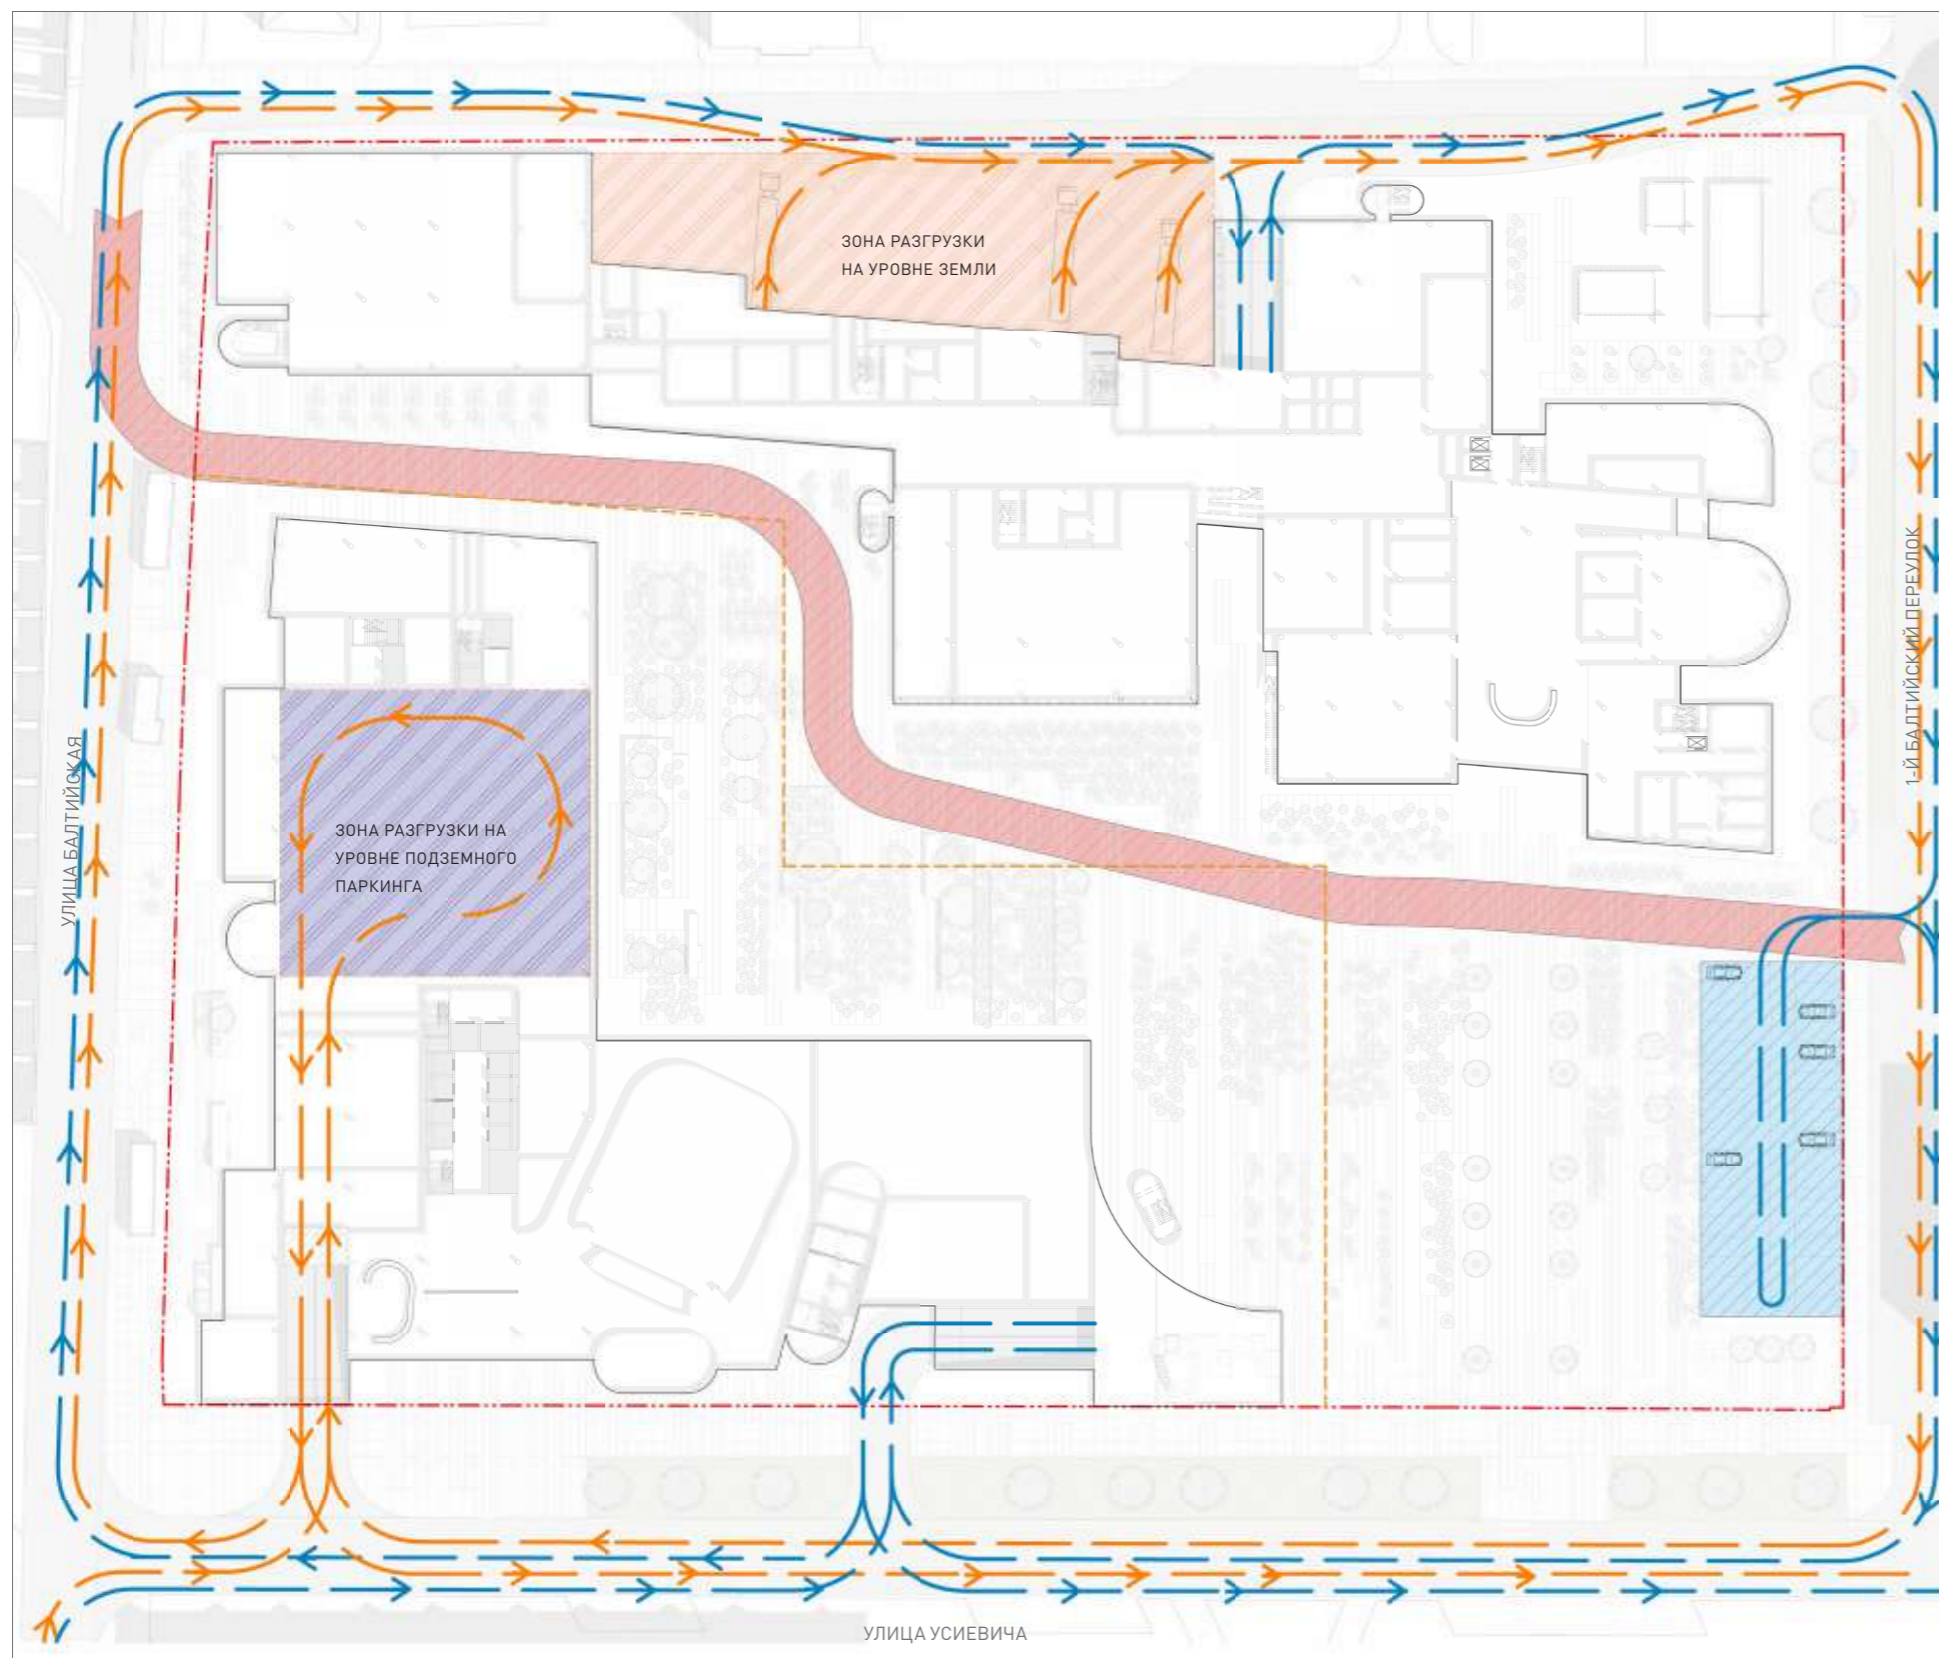 ЗОНА РАЗГРУЗКИ
НА УРОВНЕ ЗЕМЛИ
1-Й БАЛТИЙСКИЙ ПЕРЕУЛОК
УЛИЦА БАЛТИЙСКАЯ
ЗОНА РАЗГРУЗКИ НА
УРОВНЕ ПОДЗЕМНОГО
ПАРКИНГА
УЛИЦА УСИЕВИЧА